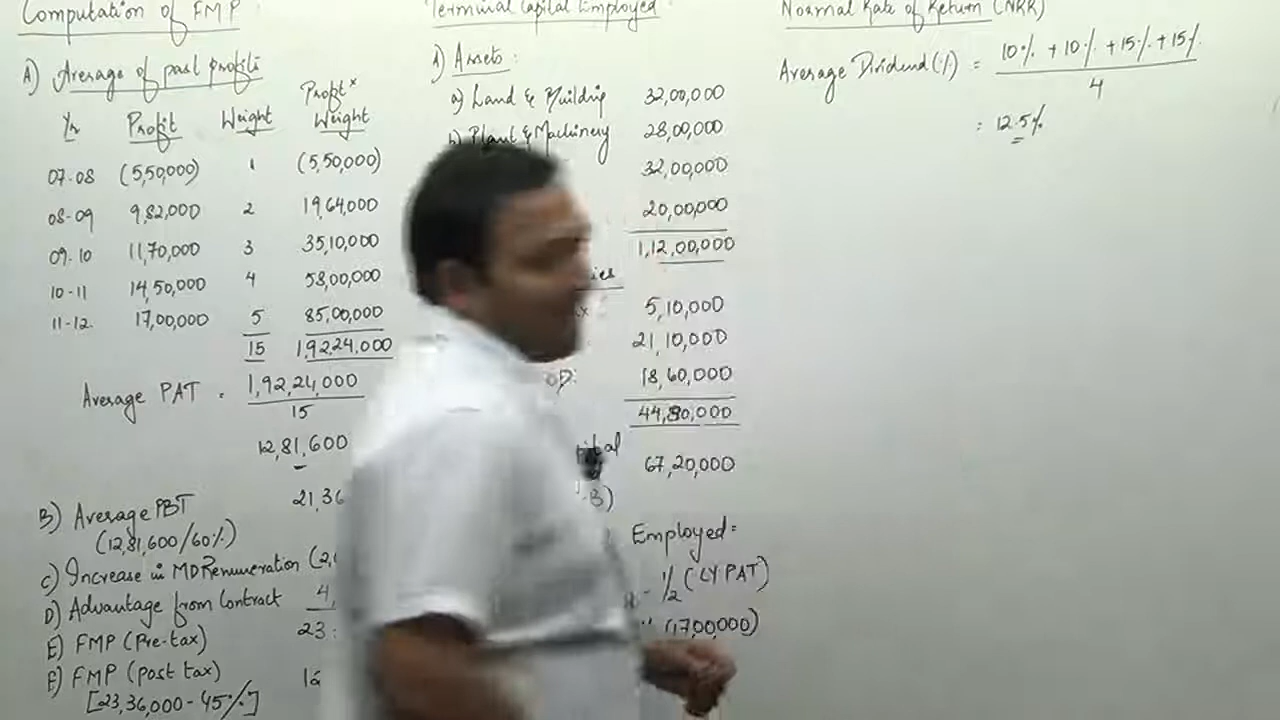 Computation of FMP
A) Average of past profits
Yr Profit Weight Profit x Weight
07-08 (5,50,000) 1 (5,50,000)
08-09 9,82,000 2 19,64,000
09-10 11,70,000 3 35,10,000
10-11 14,50,000 4 58,00,000
11-12. 17,00,000 5 85,00,000
15 1,92,24,000
Average PAT = 1,92,24,000
15
12,81,600
B) Average PBT 21,36
(12,81,600/60%)
C) Increase in MD Remuneration (2,
D) Advantage from Contract 4,
E) FMP (Pre-tax) 23
F) FMP (post tax) 12
[23,36,000 - 45%]
Terminal Capital Employed
1) Assets:
a) Land & Building 32,00,000
b) Plant & Machinery 28,00,000
32,00,000
20,00,000
1,12,00,000
ies
5,10,000
21,10,000
OD: 18,60,000
44,80,000
ital 67,20,000
B)
Employed =
- 1/2 (LY PAT)
" (17,00,000)
Normal Rate of Return (NRR)
Average Dividend (%) = 10% + 10% + 15% + 15%
4
= 12.5%